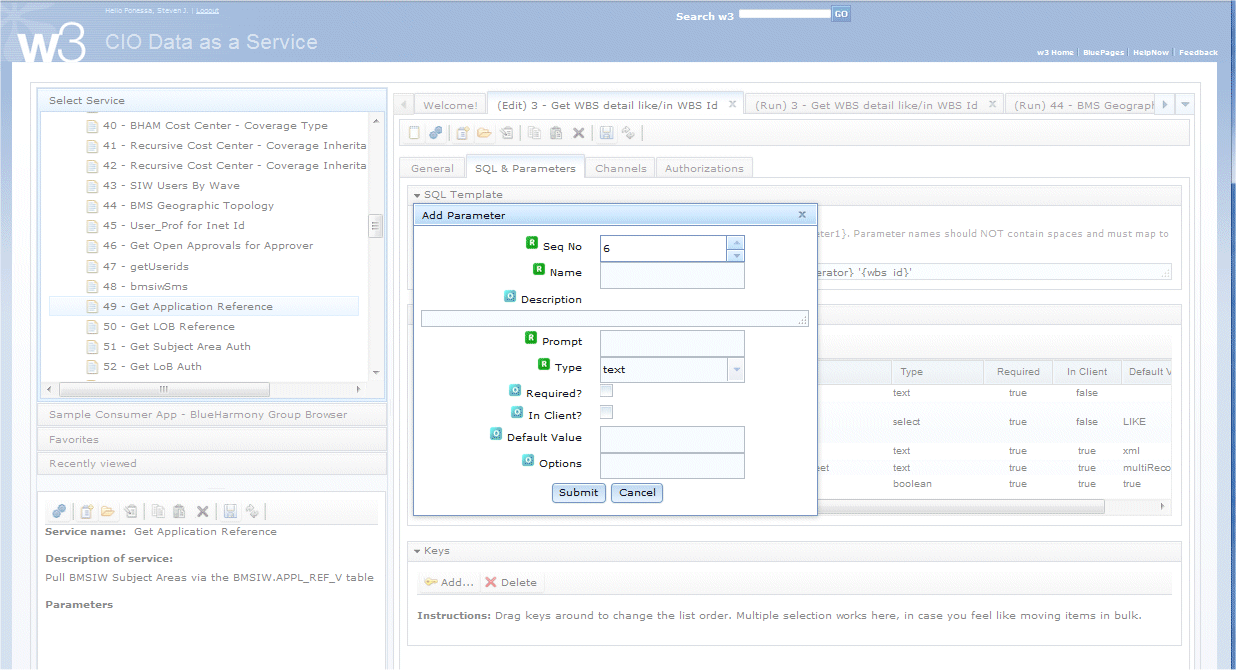 Hello Fonessa, Steven J. | Logout
Search w3
GO
w3
CIO Data as a Service
w3 Home | BluePages | HelpNow | Feedback
Select Service
40 - BHAM Cost Center - Coverage Type
41 - Recursive Cost Center - Coverage Inherita
42 - Recursive Cost Center - Coverage Inherita
43 - SIW Users By Wave
44 - BMS Geographic Topology
45 - User_Prof for Inet Id
46 - Get Open Approvals for Approver
47 - getUserids
48 - bmsiwSms
49 - Get Application Reference
50 - Get LOB Reference
51 - Get Subject Area Auth
52 - Get LoB Auth
Sample Consumer App - BlueHarmony Group Browser
Favorites
Recently viewed
Service name: Get Application Reference
Description of service:
Pull BMSIW Subject Areas via the BMSIW.APPL_REF_V table
Parameters
Welcome!
(Edit) 3 - Get WBS detail like/in WBS Id
(Run) 3 - Get WBS detail like/in WBS Id
(Run) 44 - BMS Geograph
General
SQL & Parameters
Channels
Authorizations
SQL Template
eter1}. Parameter names should NOT contain spaces and must map to
erator} '{wbs_id}'
Add Parameter
R Seq No
6
R Name
O Description
R Prompt
R Type
text
O Required?
O In Client?
O Default Value
O Options
Submit
Cancel
Type Required In Client Default V
text true false
select true false LIKE
text true true xml
eet text true true multiReco
boolean true true true
Keys
Add...
Delete
Instructions: Drag keys around to change the list order. Multiple selection works here, in case you feel like moving items in bulk.